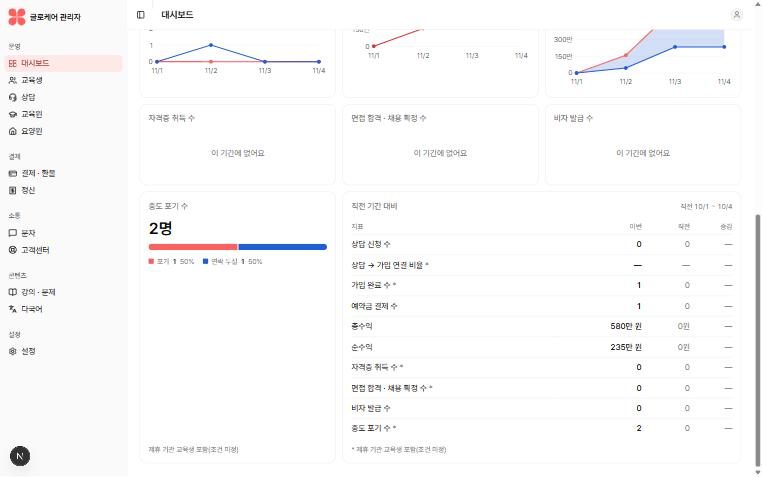 글로케어 관리자
대시보드
운영
대시보드
교육생
상담
교육원
요양원
결제
결제 · 환불
정산
소통
문자
고객센터
콘텐츠
강의 · 문제
다국어
설정
설정
N
2
1
0
11/1 11/2 11/3 11/4
150만
0
11/1 11/2 11/3 11/4
300만
150만
0
11/1 11/2 11/3 11/4
자격증 취득 수
이 기간에 없어요
면접 합격 · 채용 확정 수
이 기간에 없어요
비자 발급 수
이 기간에 없어요
중도 포기 수
2명
포기 1 50% 연락 두절 1 50%
제휴 기관 교육생 포함(조건 미정)
직전 기간 대비 직전 10/1 ~ 10/4
지표 이번 직전 증감
상담 신청 수 0 0 —
상담 → 가입 연결 비율 * — — —
가입 완료 수 * 1 0 —
예약금 결제 수 1 0 —
총수익 580만 원 0원 —
순수익 235만 원 0원 —
자격증 취득 수 * 0 0 —
면접 합격 · 채용 확정 수 * 0 0 —
비자 발급 수 0 0 —
중도 포기 수 * 2 0 —
* 제휴 기관 교육생 포함(조건 미정)